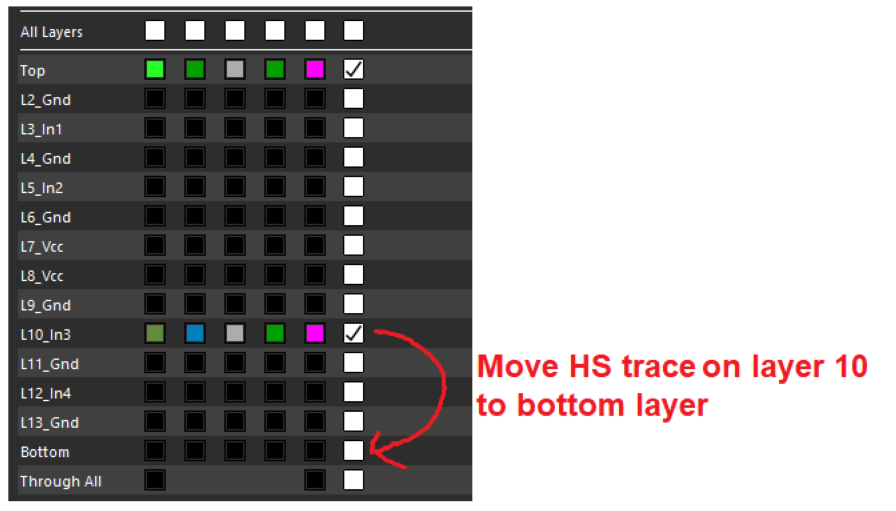 All Layers
Top
L2_Gnd
L3_In1
L4_Gnd
L5_In2
L6_Gnd
L7_Vcc
L8_Vcc
L9_Gnd
L10_In3
L11_Gnd
L12_In4
L13_Gnd
Bottom
Through All
Move HS trace on layer 10
to bottom layer